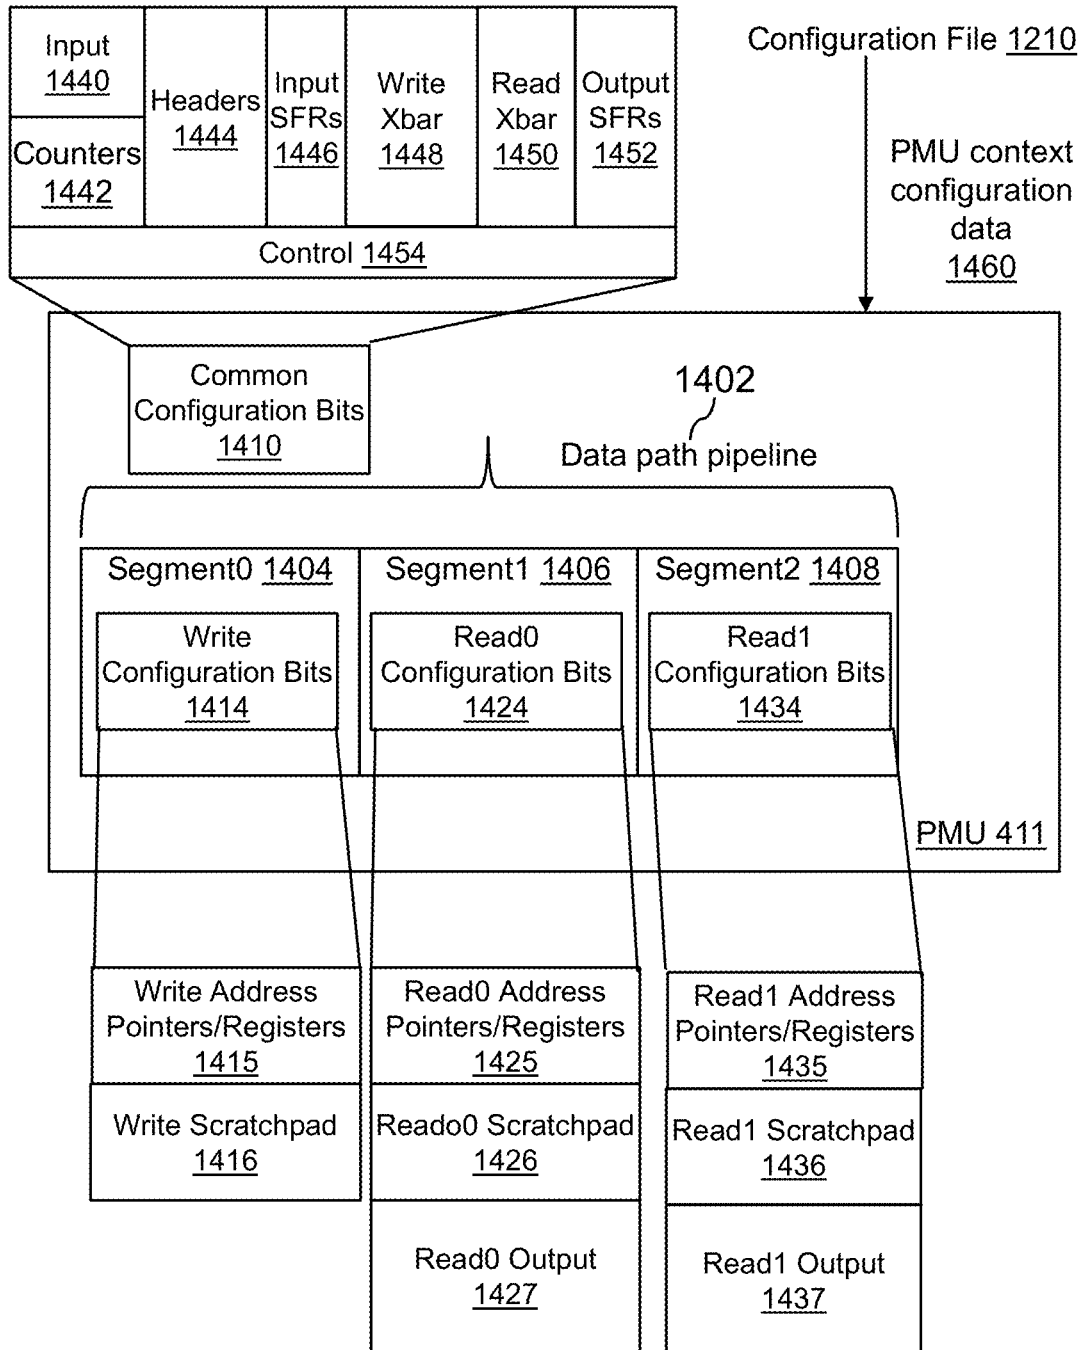 Input
1440
Counters
1442
Headers
1444
Input
SFRs
1446
Write
Xbar
1448
Read
Xbar
1450
Output
SFRs
1452
Control 1454
Configuration File 1210
PMU context
configuration
data
1460
Common
Configuration Bits
1410
1402
Data path pipeline
Segment0 1404
Segment1 1406
Segment2 1408
Write
Configuration Bits
1414
Read0
Configuration Bits
1424
Read1
Configuration Bits
1434
PMU 411
Write Address
Pointers/Registers
1415
Write Scratchpad
1416
Read0 Address
Pointers/Registers
1425
Reado0 Scratchpad
1426
Read0 Output
1427
Read1 Address
Pointers/Registers
1435
Read1 Scratchpad
1436
Read1 Output
1437